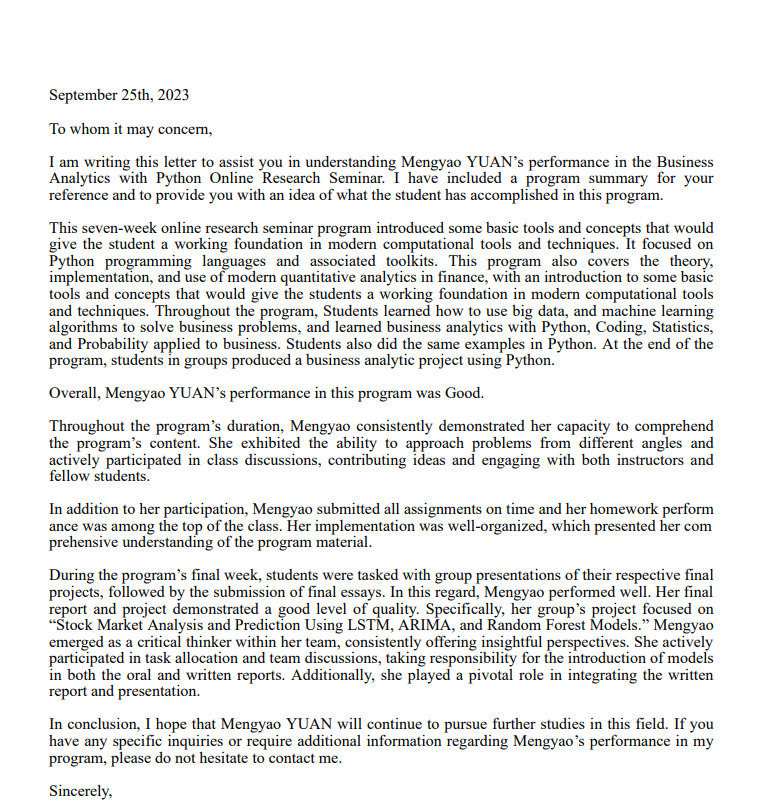 September 25th, 2023
To whom it may concern,
I am writing this letter to assist you in understanding Mengyao YUAN’s performance in the Business
Analytics with Python Online Research Seminar. I have included a program summary for your
reference and to provide you with an idea of what the student has accomplished in this program.
This seven-week online research seminar program introduced some basic tools and concepts that would
give the student a working foundation in modern computational tools and techniques. It focused on
Python programming languages and associated toolkits. This program also covers the theory,
implementation, and use of modern quantitative analytics in finance, with an introduction to some basic
tools and concepts that would give the students a working foundation in modern computational tools
and techniques. Throughout the program, Students learned how to use big data, and machine learning
algorithms to solve business problems, and learned business analytics with Python, Coding, Statistics,
and Probability applied to business. Students also did the same examples in Python. At the end of the
program, students in groups produced a business analytic project using Python.
Overall, Mengyao YUAN’s performance in this program was Good.
Throughout the program’s duration, Mengyao consistently demonstrated her capacity to comprehend
the program’s content. She exhibited the ability to approach problems from different angles and
actively participated in class discussions, contributing ideas and engaging with both instructors and
fellow students.
In addition to her participation, Mengyao submitted all assignments on time and her homework perform
ance was among the top of the class. Her implementation was well-organized, which presented her com
prehensive understanding of the program material.
During the program’s final week, students were tasked with group presentations of their respective final
projects, followed by the submission of final essays. In this regard, Mengyao performed well. Her final
report and project demonstrated a good level of quality. Specifically, her group’s project focused on
“Stock Market Analysis and Prediction Using LSTM, ARIMA, and Random Forest Models.” Mengyao
emerged as a critical thinker within her team, consistently offering insightful perspectives. She actively
participated in task allocation and team discussions, taking responsibility for the introduction of models
in both the oral and written reports. Additionally, she played a pivotal role in integrating the written
report and presentation.
In conclusion, I hope that Mengyao YUAN will continue to pursue further studies in this field. If you
have any specific inquiries or require additional information regarding Mengyao’s performance in my
program, please do not hesitate to contact me.
Sincerely,